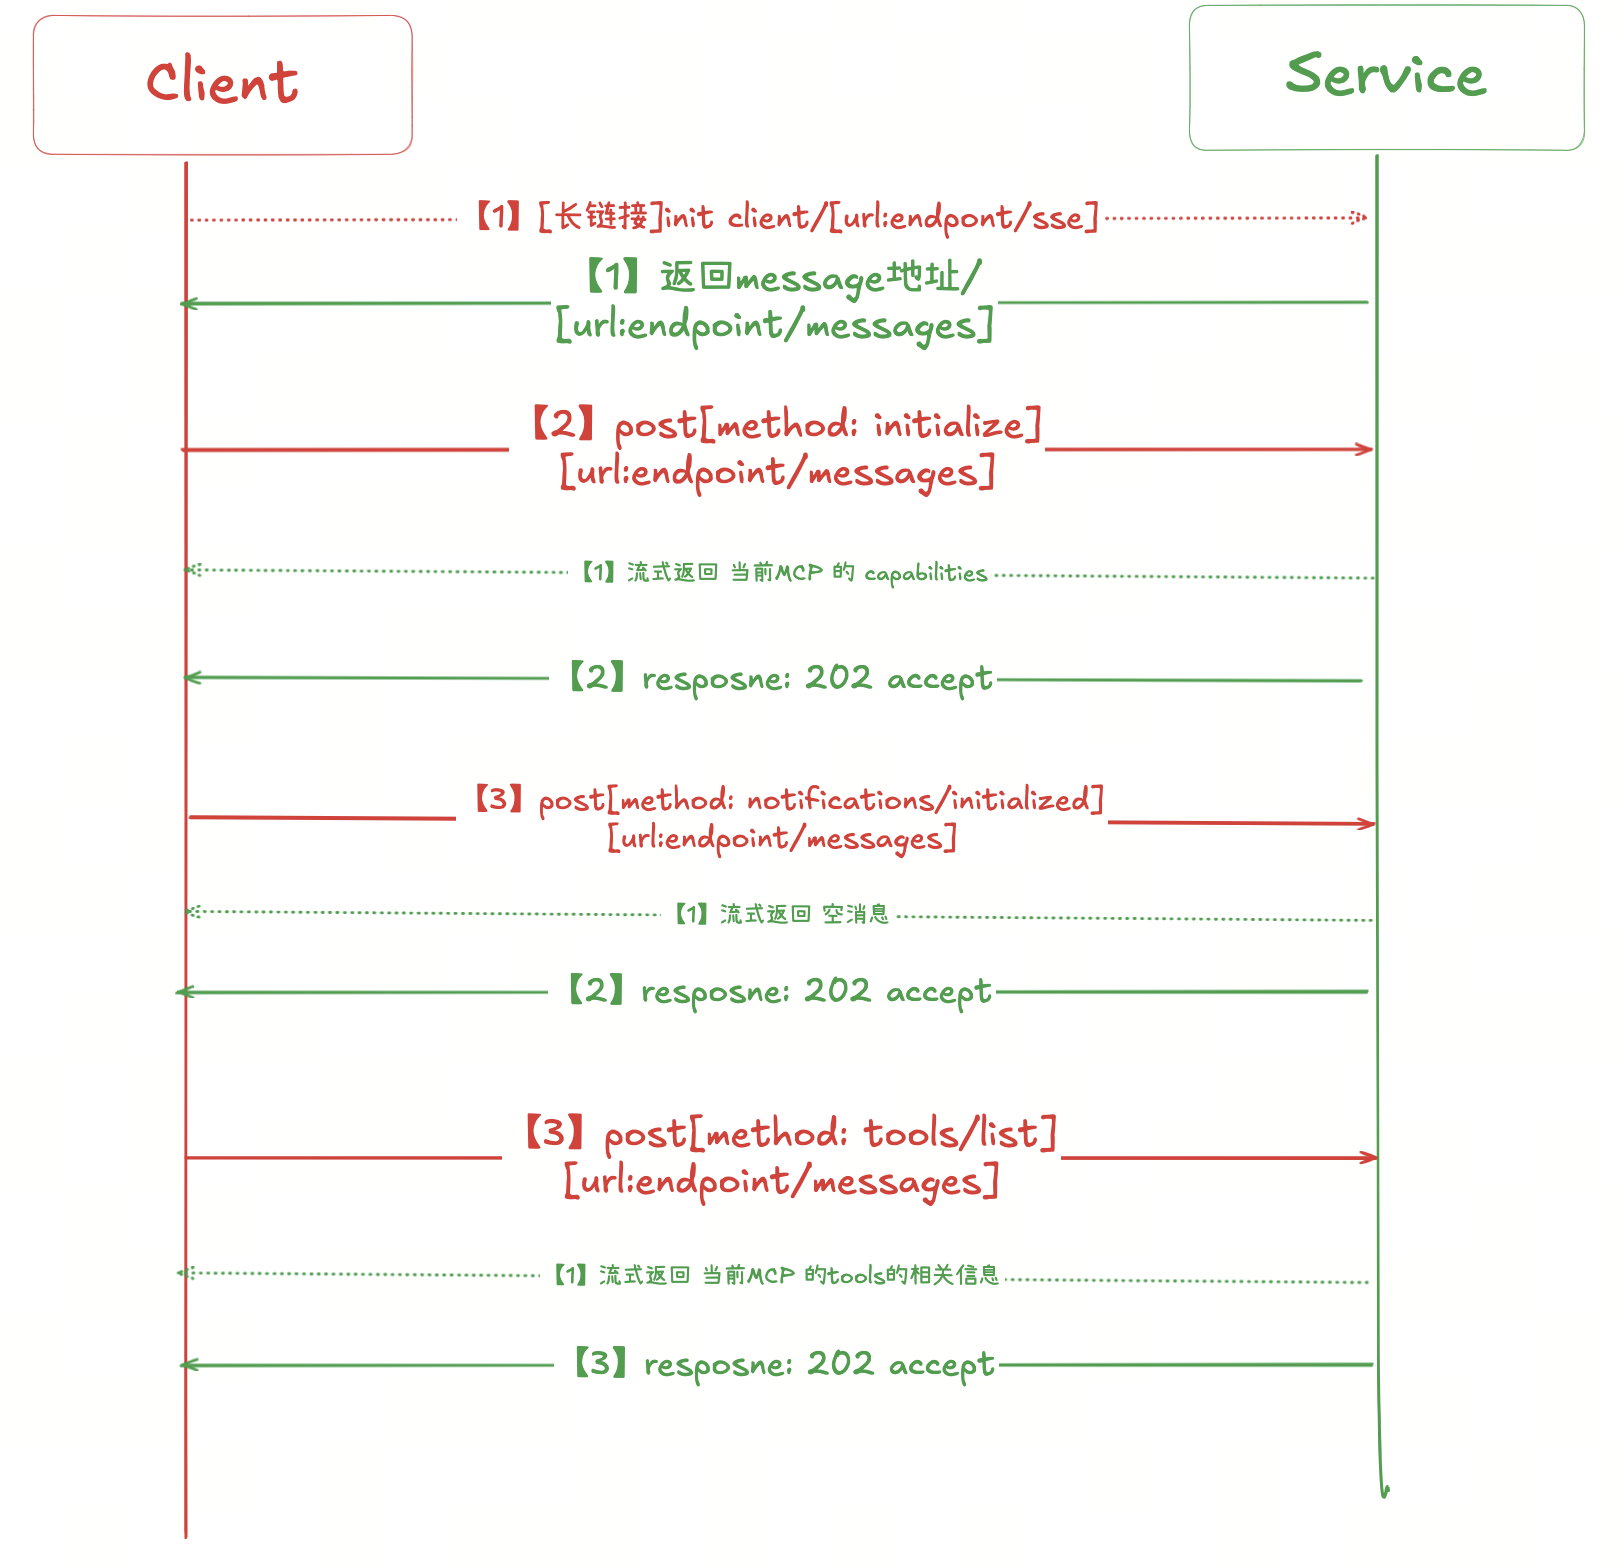 Client
Service
【1】[长链接]init client/[url:endpont/sse]
【1】返回message地址/
[url:endpoint/messages]
【2】post[method: initialize]
[url:endpoint/messages]
【1】流式返回 当前MCP 的 capabilities
【2】resposne: 202 accept
【3】post[method: notifications/initialized]
[url:endpoint/messages]
【1】流式返回 空消息
【2】resposne: 202 accept
【3】post[method: tools/list]
[url:endpoint/messages]
【1】流式返回 当前MCP 的tools的相关信息
【3】resposne: 202 accept